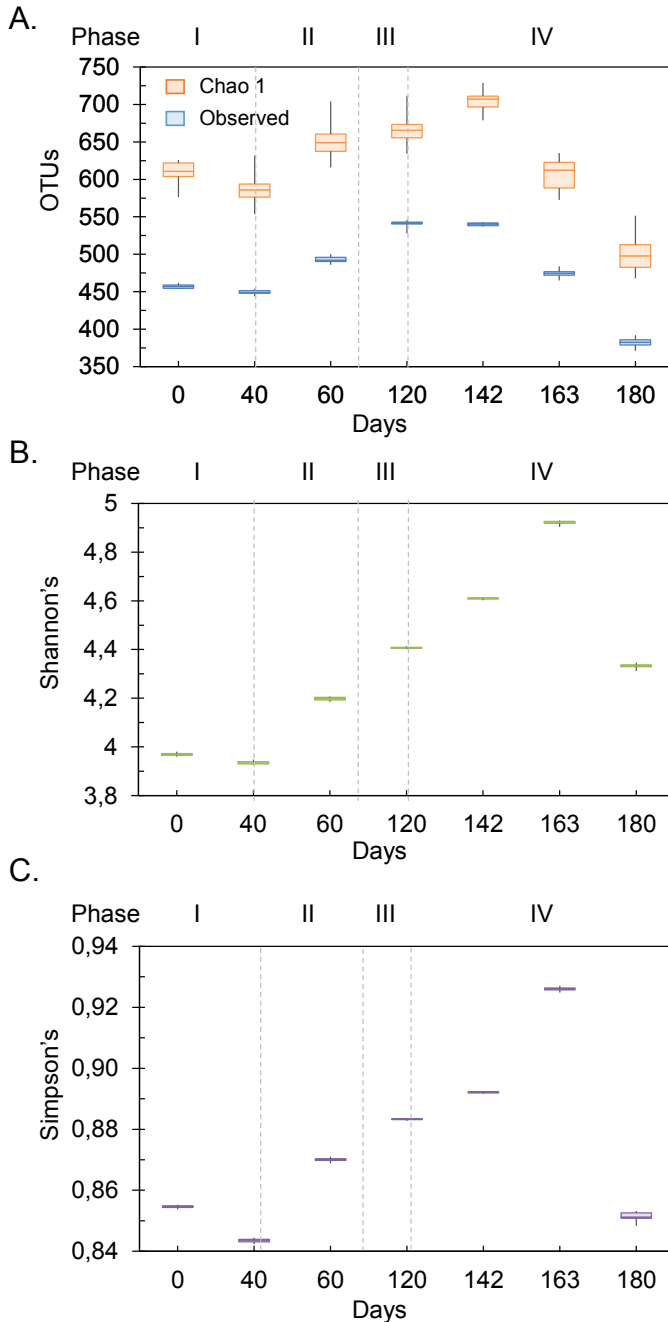 A.
Phase I II III IV
750
Chao 1
700
Observed
650
600
550
500
450
400
350
OTUs
0 40 60 120 142 163 180
Days
B.
Phase I II III IV
5
4,8
4,6
4,4
4,2
4
3,8
Shannon's
0 40 60 120 142 163 180
Days
C.
Phase I II III IV
0,94
0,92
0,90
0,88
0,86
0,84
Simpson's
0 40 60 120 142 163 180
Days